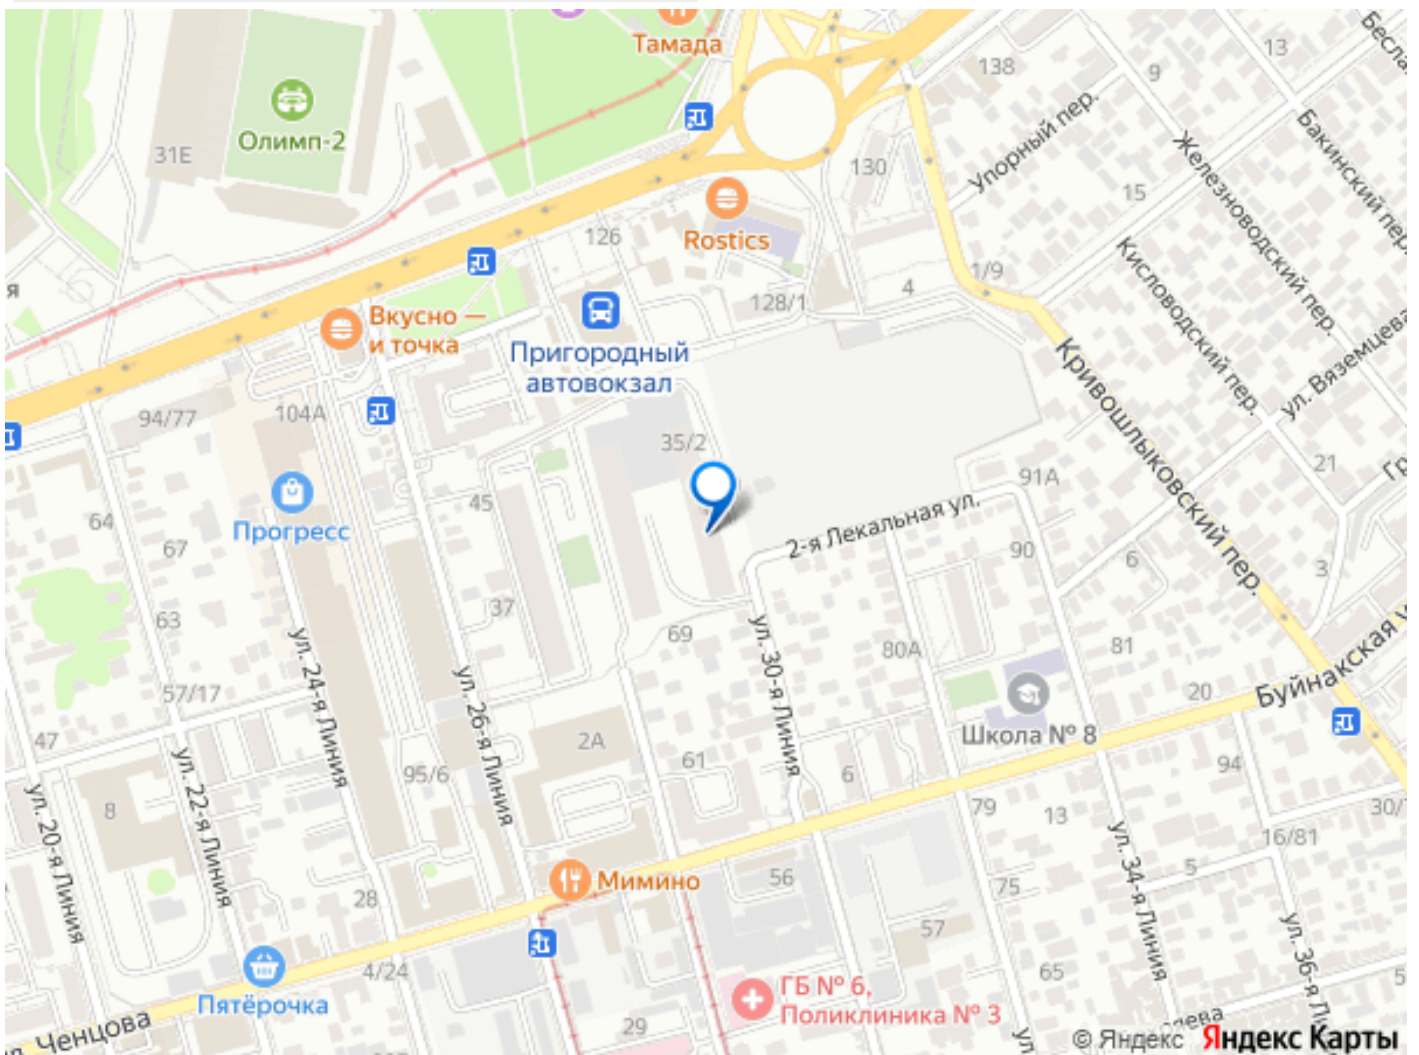 Тамада
13
Бесла
138
9
Олимп-2
31Е
Упорный пер.
Бакинский пер.
130
Железноводский пер.
15
Rostics
126
Кисловодский пер.
1/9
я
4
128/1
Вкусно —
и точка
ул. Вяземцева
Пригородный
автовокзал
Кривошлыковский пер.
94/77
104А
35/2
21
Гр
91А
45
64
Прогресс
2-я Лекальная ул.
67
90
6
3
37
63
69
ул. 30-я Линия
ул. 24-я Линия
80А
81
Буйнакская у
57/17
ул. 26-я Линия
20
Школа № 8
47
2А
61
94
95/6
6
ул. 22-я Линия
ул. 20-я Линия
8
79
13
30/
16/81
ул. 34-я Линия
5
Мимино
56
75
28
57
ул. 36-я Ли
4/24
65
5
Пятёрочка
ГБ № 6,
Поликлиника № 3
29
ул
Ченцова
ева
© Яндекс Яндекс Карты